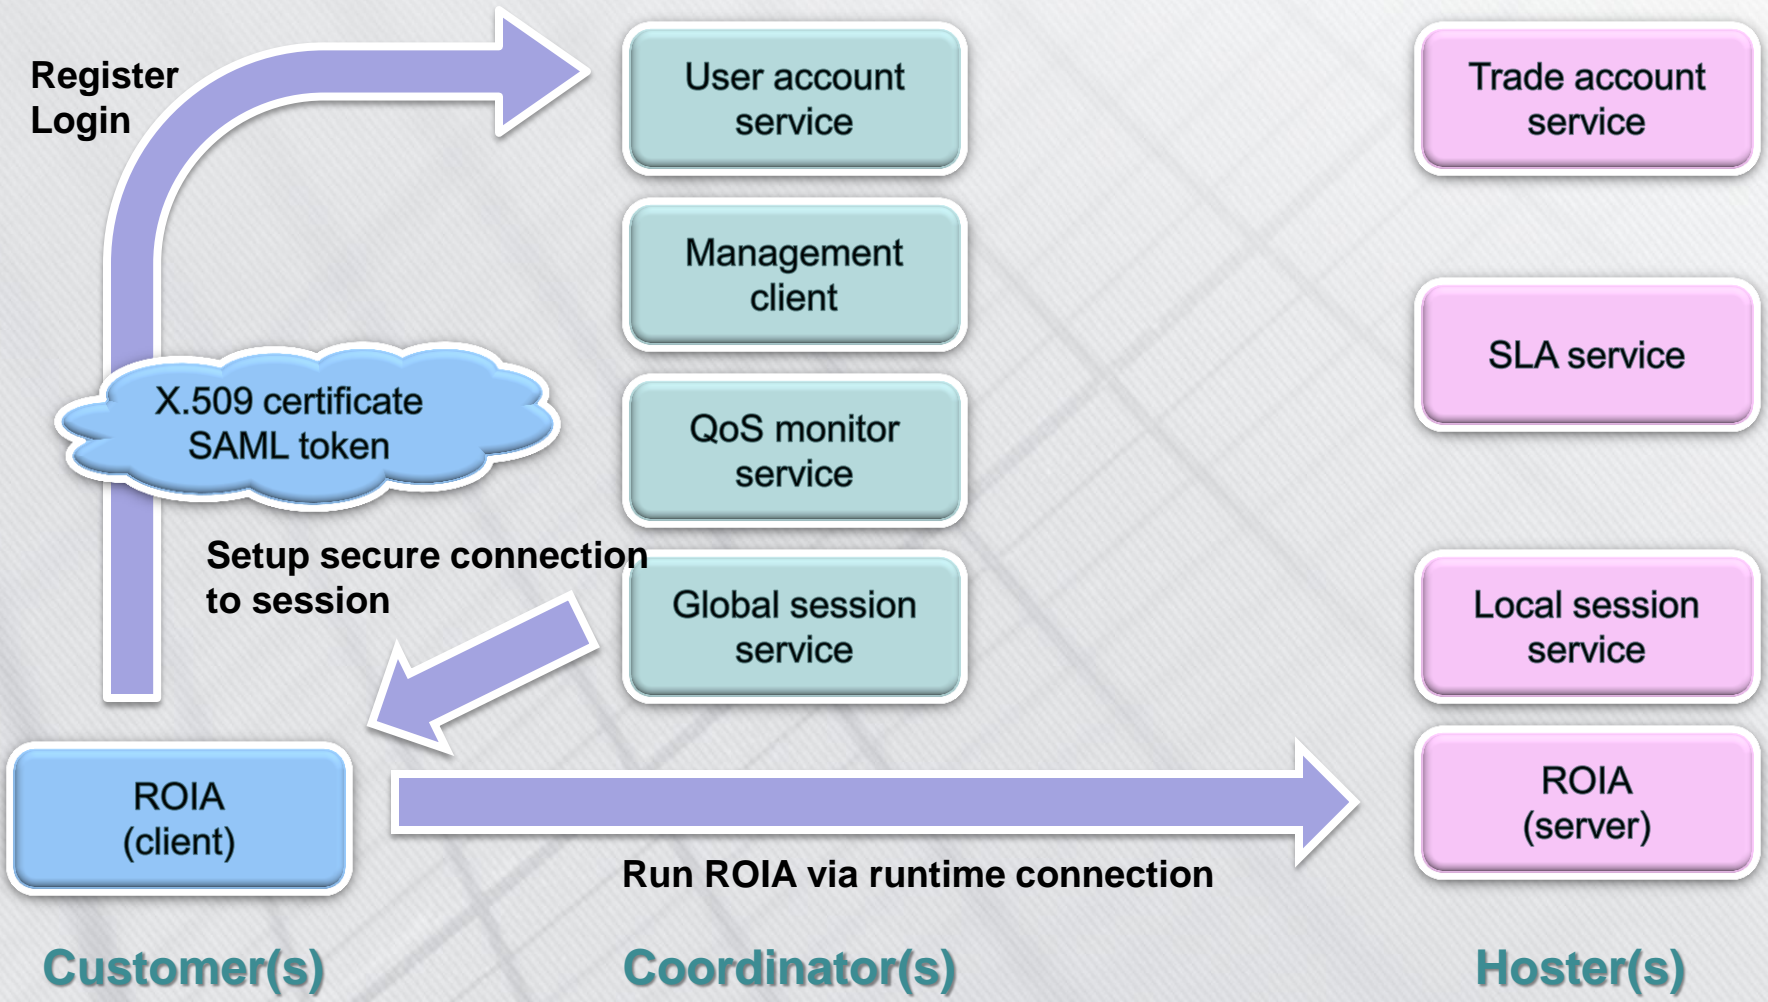 Register
Login
User account
service
Trade account
service
Management
client
SLA service
X.509 certificate
SAML token
QoS monitor
service
Setup secure connection
to session
Global session
service
Local session
service
ROIA
(client)
ROIA
(server)
Run ROIA via runtime connection
Customer(s)
Coordinator(s)
Hoster(s)